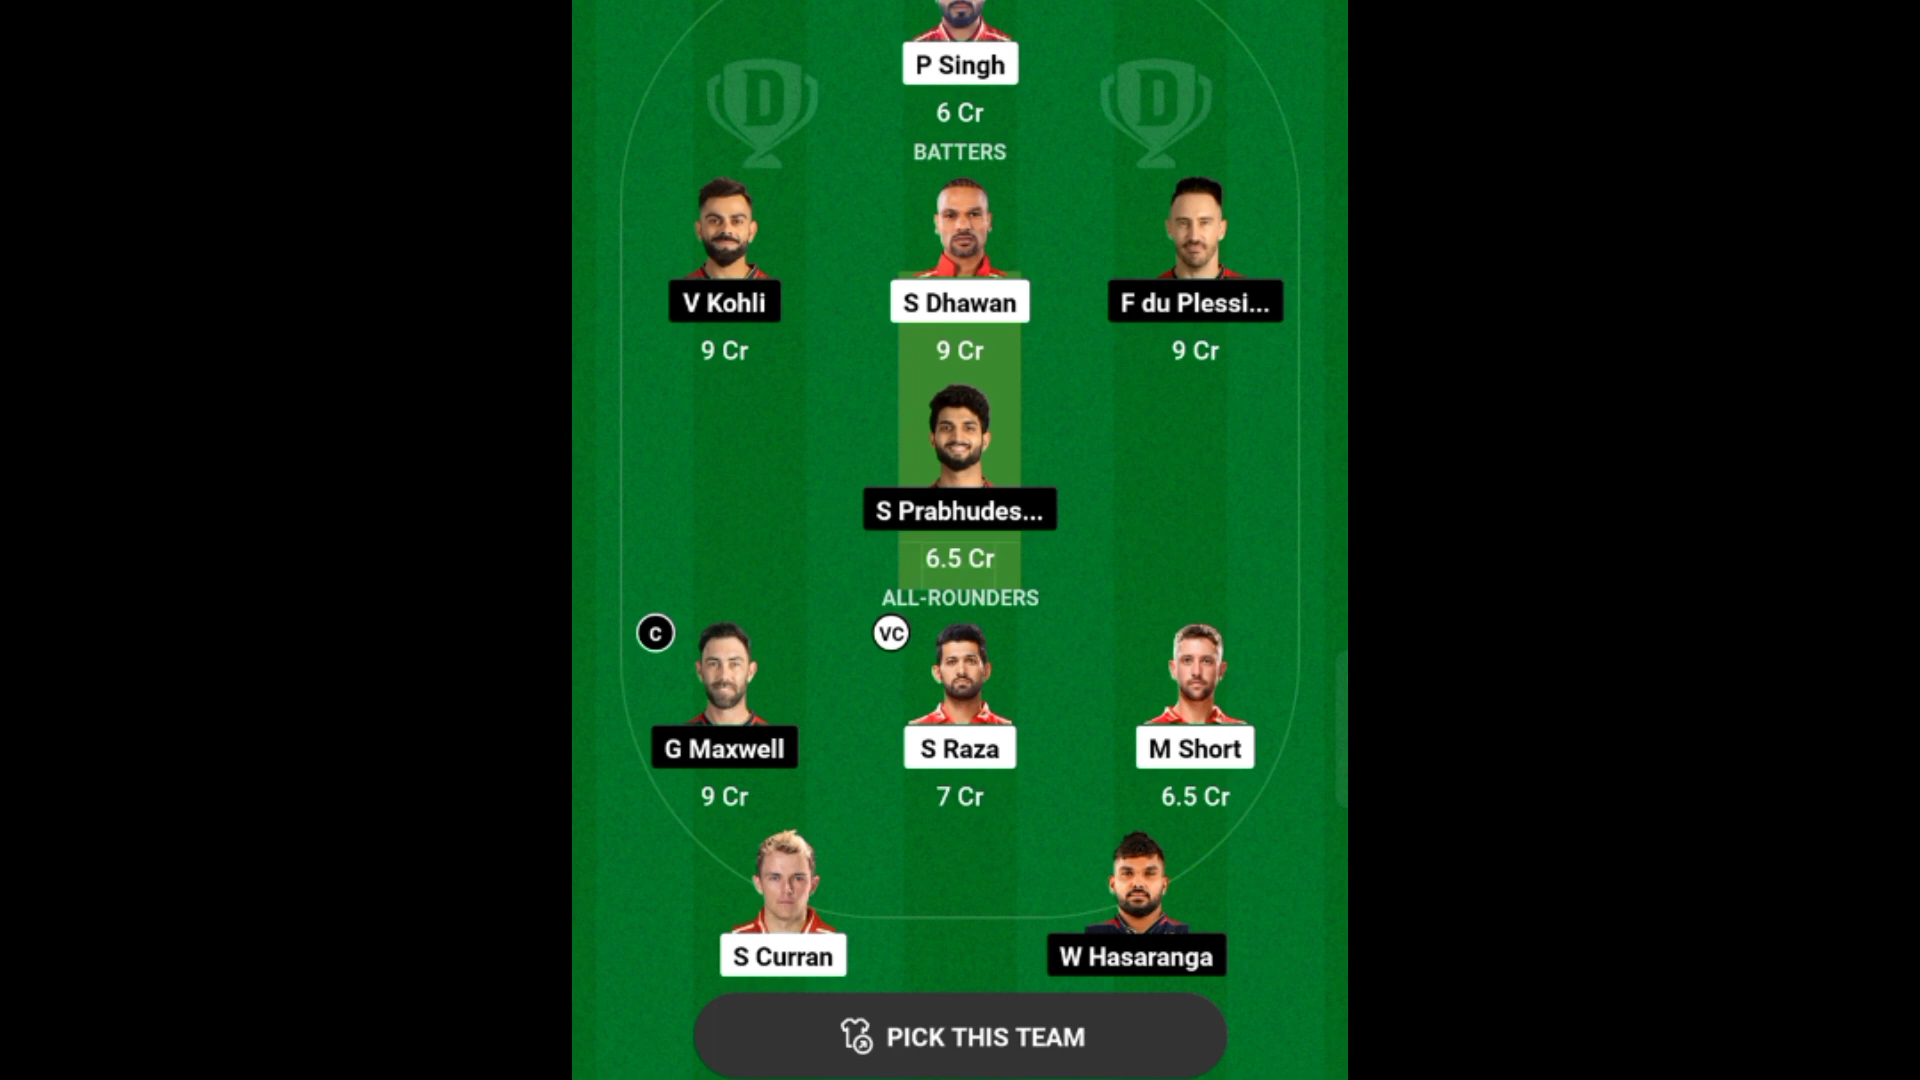 D D
P Singh
6 Cr
BATTERS
V Kohli S Dhawan F du Plessi...
9 Cr 9 Cr 9 Cr
S Prabhudes...
6.5 Cr
ALL-ROUNDERS
C VC
G Maxwell S Raza M Short
9 Cr 7 Cr 6.5 Cr
S Curran W Hasaranga
PICK THIS TEAM